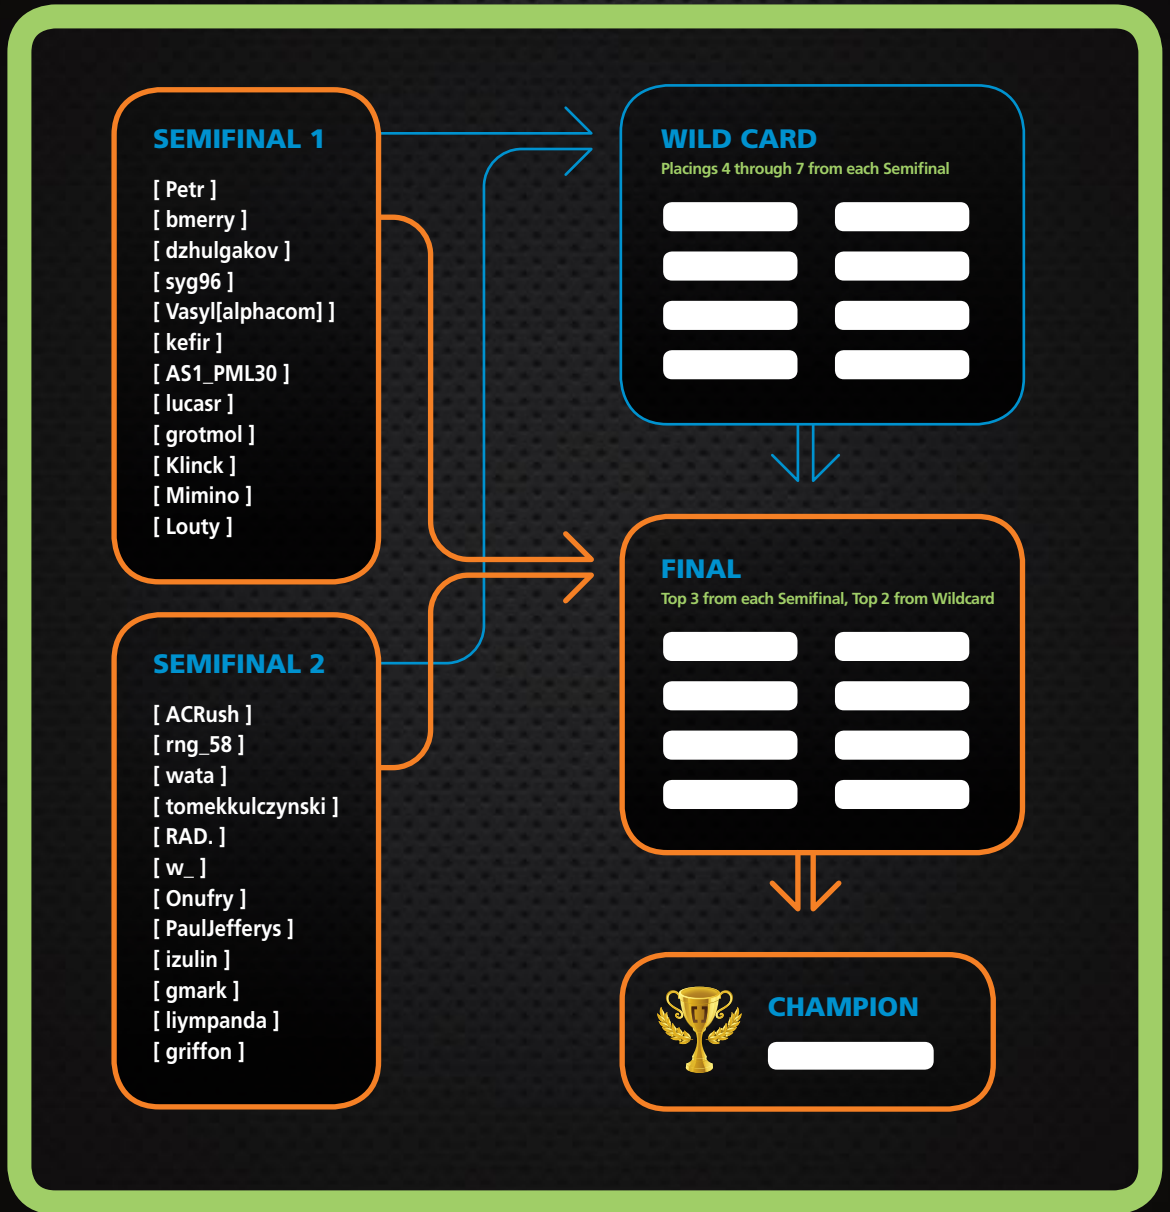 SEMIFINAL 1
[ Petr ]
[ bmerry ]
[ dzhulgakov ]
[ syg96 ]
[ Vasyl[alphacom] ]
[ kefir ]
[ AS1_PML30 ]
[ lucasr ]
[ grotmol ]
[ Klinck ]
[ Mimino ]
[ Louty ]
SEMIFINAL 2
[ ACRush ]
[ rng_58 ]
[ wata ]
[ tomekkulczynski ]
[ RAD. ]
[ w_ ]
[ Onufry ]
[ PaulJefferys ]
[ izulin ]
[ gmark ]
[ liympanda ]
[ griffon ]
WILD CARD
Placings 4 through 7 from each Semifinal
FINAL
Top 3 from each Semifinal, Top 2 from Wildcard
[ ]
CHAMPION